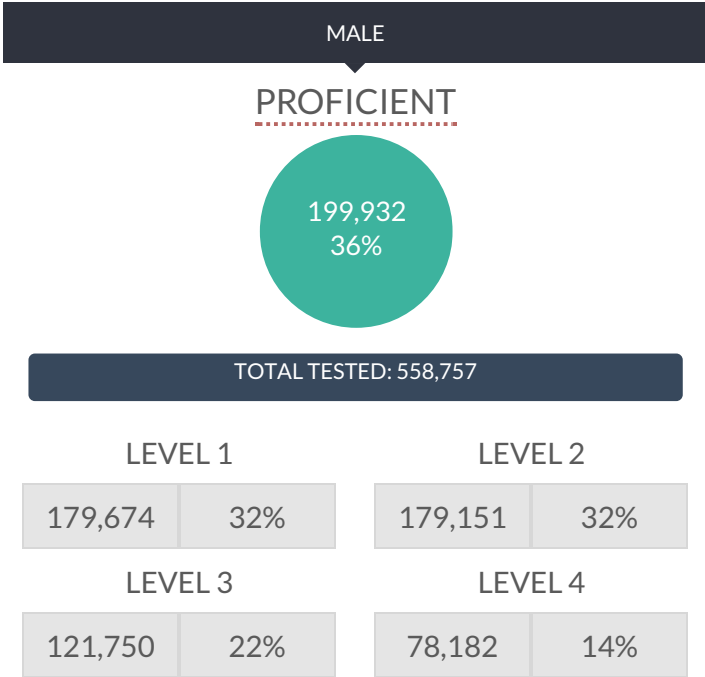 MALE
PROFICIENT
199,932
36%
TOTAL TESTED: 558,757
LEVEL 1
179,674 32%
LEVEL 2
179,151 32%
LEVEL 3
121,750 22%
LEVEL 4
78,182 14%